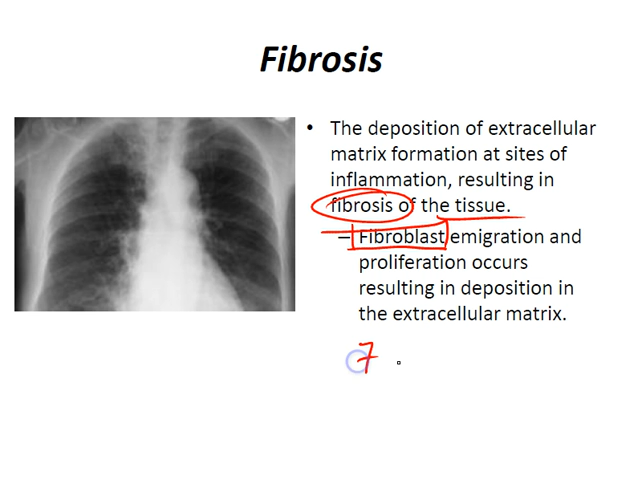 Fibrosis
• The deposition of extracellular
matrix formation at sites of
inflammation, resulting in
fibrosis of the tissue.
– Fibroblast emigration and
proliferation occurs
resulting in deposition in
the extracellular matrix.
7